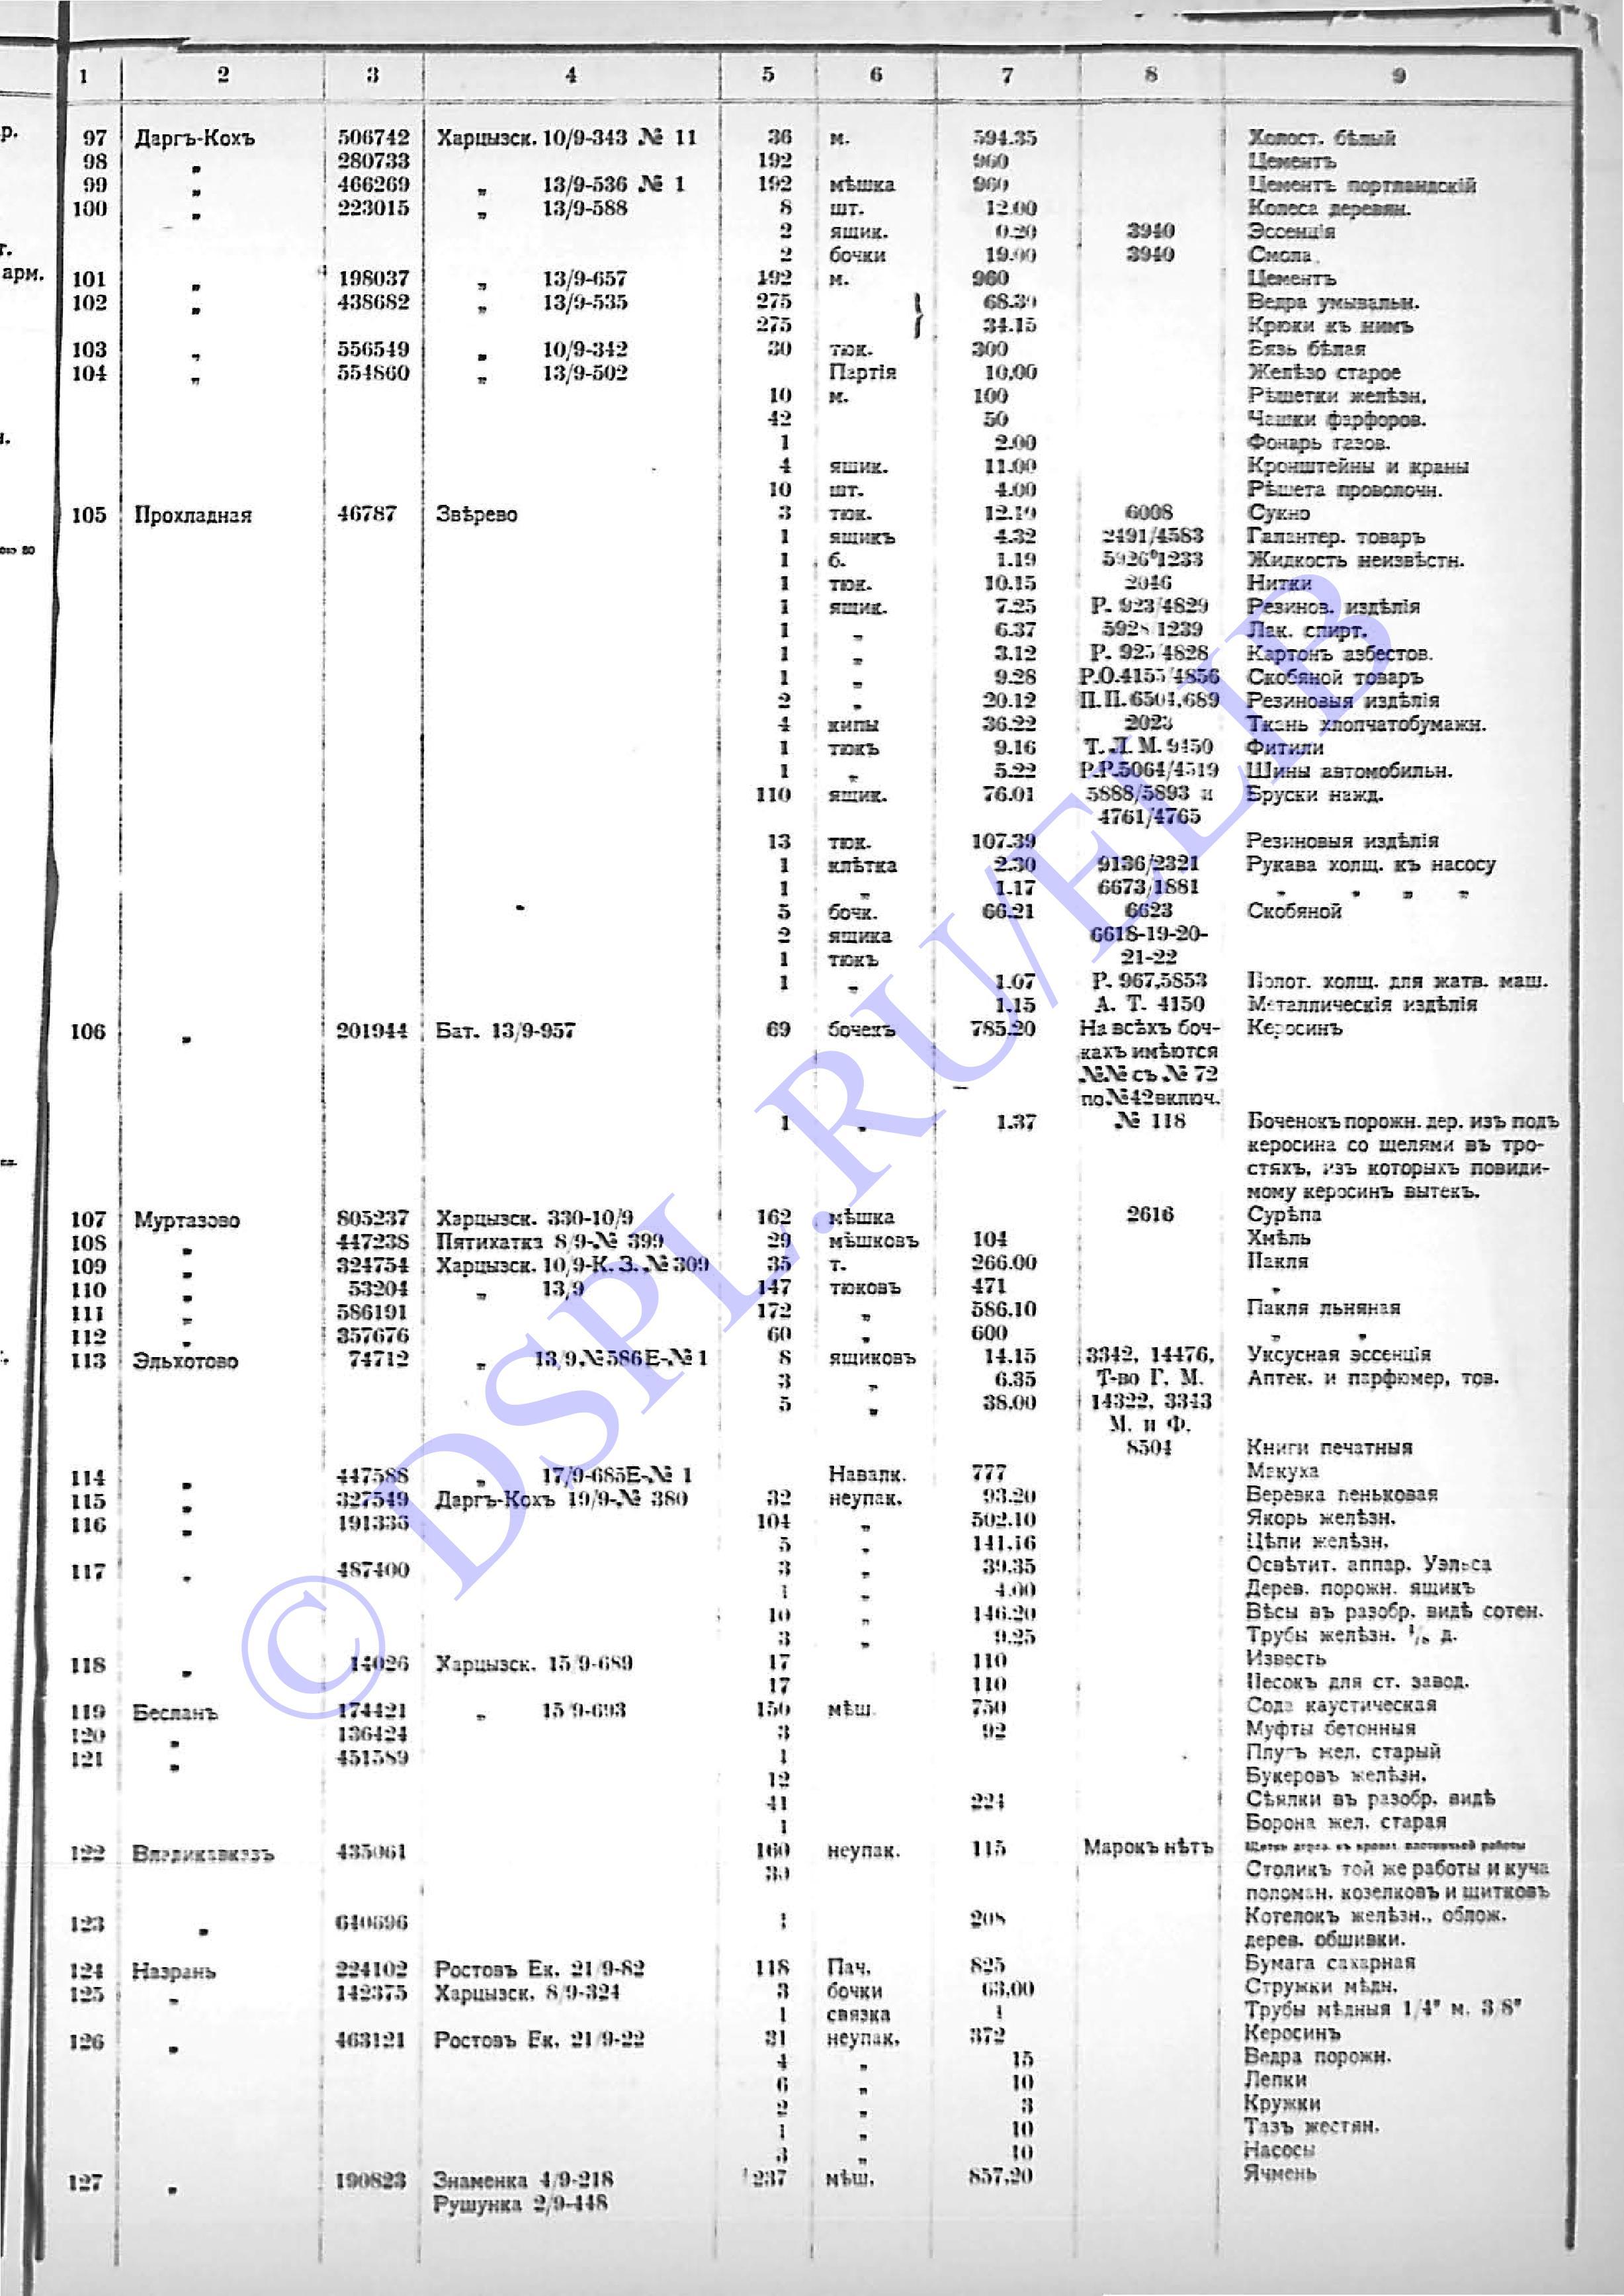 1 2 3 4 5 6 7 8 9
р.
97 Даргъ-Кохъ 506742 Харцызск. 10/9-343 № 11 36 м. 594.35 Холост. бѣлый
98 „ 280733 192 960 Цементъ
99 „ 466269 „ 13/9-536 № 1 192 мѣшка 960 Цементъ портландскій
100 „ 223015 „ 13/9-588 8 шт. 12.00 Колеса деревян.
2 ящик. 0.20 3940 Эссенція
г.
2 бочки 19.00 3940 Смола
арм.
101 „ 198037 „ 13/9-657 192 м. 960 Цементъ
102 „ 438682 „ 13/9-535 275 } 68.30 Ведра умывальн.
275 34.15 Крюки къ нимъ
103 „ 556549 „ 10/9-342 30 тюк. 300 Бязь бѣлая
104 „ 554860 „ 13/9-502 Партія 10.00 Желѣзо старое
10 м. 100 Рѣшетки желѣзн.
42 50 Чашки фарфоров.
1 2.00 Фонарь газов.
4 ящик. 11.00 Кронштейны и краны
10 шт. 4.00 Рѣшета проволочн.
105 Прохладная 46787 Звѣрево 3 тюк. 12.10 6008 Сукно
1 ящикъ 4.32 2491/4583 Галантер. товаръ
1 б. 1.19 Жидкость неизвѣстн.
1 тюк. 10.15 2046 Нитки
1 ящик. 7.25 Р. 923/4829 Резинов. издѣлія
1 „ 6.37 5928/1239 Лак. спирт.
1 „ 3.12 Р. 925/4828 Картонъ азбестов.
1 „ 9.28 Р.О.4155/4856 Скобяной товаръ
2 „ 20.12 П.П.6504,689 Резиновыя издѣлія
4 кипы 36.22 2023 Ткань хлопчатобумажн.
1 тюкъ 9.16 Т. Л. М. 9450 Фитили
1 „ 5.22 Р.Р.5064/4519 Шины автомобильн.
110 ящик. 76.01 5888/5893 и Бруски нажд.
4761/4765
13 тюк. 107.39 Резиновыя издѣлія
1 клѣтка 2.30 9136/2321 Рукава холщ. къ насосу
1 „ 1.17 6673/1881 „ „ „ „
5 бочк. 66.21 6623 Скобяной
2 ящика 6618-19-20-
1 тюкъ 21-22
1 „ 1.07 Р. 967,5853 Полот. холщ. для жатв. маш.
1.15 А. Т. 4150 Металлическія издѣлія
106 „ 201944 Бат. 13/9-957 69 бочекъ 785.20 На всѣхъ боч- Керосинъ
кахъ имѣются
№№ съ № 72
по №42 включ.
1 „ 1.37 № 118 Боченокъ порожн. дер. изъ подъ
керосина со щелями въ тро-
стяхъ, изъ которыхъ повиди-
мому керосинъ вытекъ.
107 Муртазово 805237 Харцызск. 330-10/9 162 мѣшка 2616 Сурѣпа
108 „ 447238 Пятихатка 8/9-№ 399 29 мѣшковъ 104 Хмѣль
109 „ 324754 Харцызск. 10/9-К. З. № 309 35 т. 266.00 Пакля
110 „ 53204 „ 13/9 147 тюковъ 471 „
111 „ 586191 172 „ 586.10 Пакля льняная
112 „ 357676 60 „ 600 „ „
113 Эльхотово 74712 „ 13/9.№586Е-№1 8 ящиковъ 14.15 3342, 14476, Уксусная эссенція
3 „ 6.35 Т-во Г. М. Аптек. и парфюмер. тов.
5 „ 38.00 14322, 3343
М. и Ф.
8504 Книги печатныя
114 „ 447588 „ 17/9-685Е-№ 1 Навалк. 777 Макуха
115 „ 327549 Даргъ-Кохъ 19/9-№ 380 32 неупак. 93.20 Веревка пеньковая
116 „ 191336 104 „ 502.10 Якорь желѣзн.
5 „ 141.16 Цѣпи желѣзн.
117 „ 487400 3 „ 39.35 Освѣтит. аппар. Уэльса
1 „ 4.00 Дерев. порожн. ящикъ
10 „ 146.20 Вѣсы въ разобр. видѣ сотен.
3 „ 9.25 Трубы желѣзн. д.
118 „ 14026 Харцызск. 15/9-689 17 110 Известь
17 110 Песокъ для ст. завод.
119 Бесланъ 174421 „ 15/9-693 150 мѣш. 750 Сода каустическая
120 „ 136424 3 92 Муфты бетонныя
121 „ 451589 1 Плугъ жел. старый
12 Букеровъ желѣзн.
41 224 Сѣялки въ разобр. видѣ
1 Борона жел. старая
122 Владикавказъ 435061 160 неупак. 115 Марокъ нѣтъ
30 Столикъ той же работы и куча
поломан. козелковъ и щитковъ
123 „ 640696 1 208 Котелокъ желѣзн., облож.
дерев. обшивки.
124 Назрань 224102 Ростовъ Ек. 21/9-82 118 Пач. 825 Бумага сахарная
125 „ 142375 Харцызск. 8/9-324 3 бочки 63.00 Стружки мѣдн.
1 связка 1 Трубы мѣдныя 1/4" м. 3/8"
126 „ 463121 Ростовъ Ек. 21/9-22 31 неупак. 372 Керосинъ
4 „ 15 Ведра порожн.
6 „ 10 Лепки
2 „ 3 Кружки
1 „ 10 Тазъ жестян.
3 „ 10 Насосы
127 „ 190823 Знаменка 4/9-218 237 мѣш. 857.20 Ячмень
Рушунка 2/9-448
© DSPL.RU/ELIB